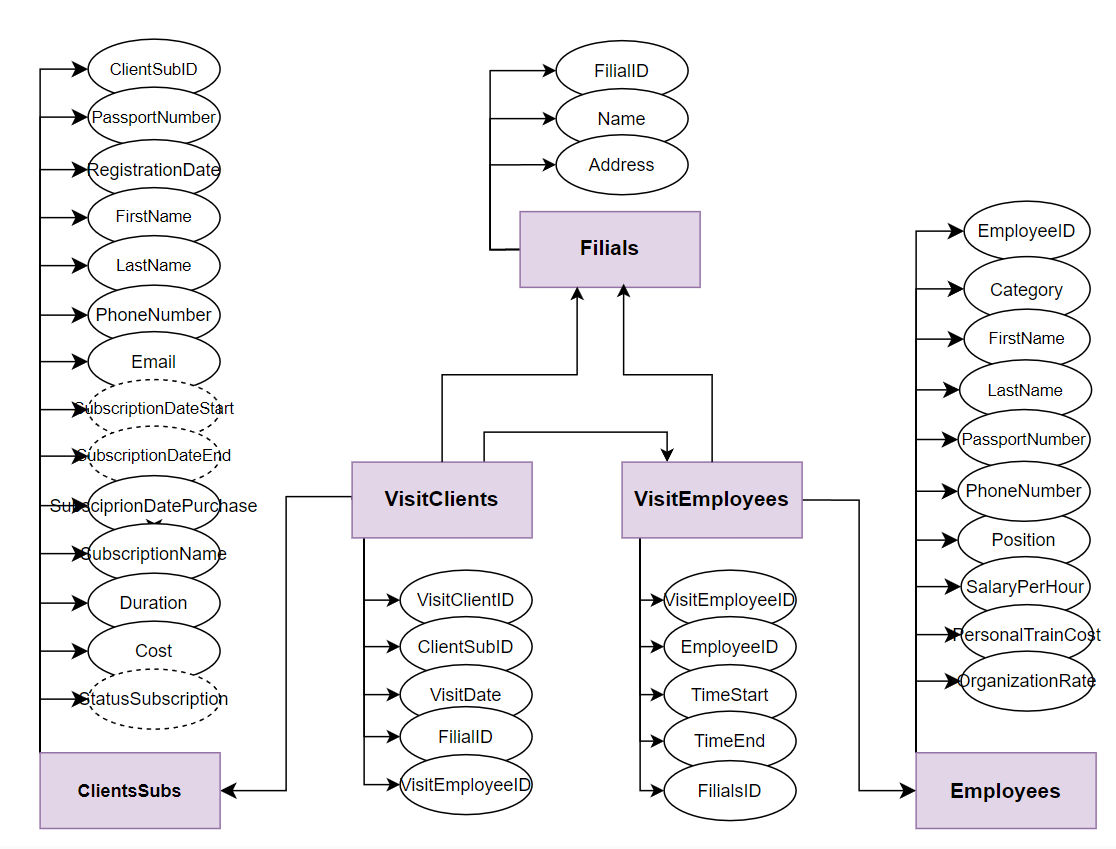 ClientSubID
PassportNumber
RegistrationDate
FirstName
LastName
PhoneNumber
Email
SubscriptionDateStart
SubscriptionDateEnd
SubsciprionDatePurchase
SubscriptionName
Duration
Cost
StatusSubscription
ClientsSubs
FilialID
Name
Address
Filials
VisitClients
VisitClientID
ClientSubID
VisitDate
FilialID
VisitEmployeeID
VisitEmployees
VisitEmployeeID
EmployeeID
TimeStart
TimeEnd
FilialsID
EmployeeID
Category
FirstName
LastName
PassportNumber
PhoneNumber
Position
SalaryPerHour
PersonalTrainCost
OrganizationRate
Employees